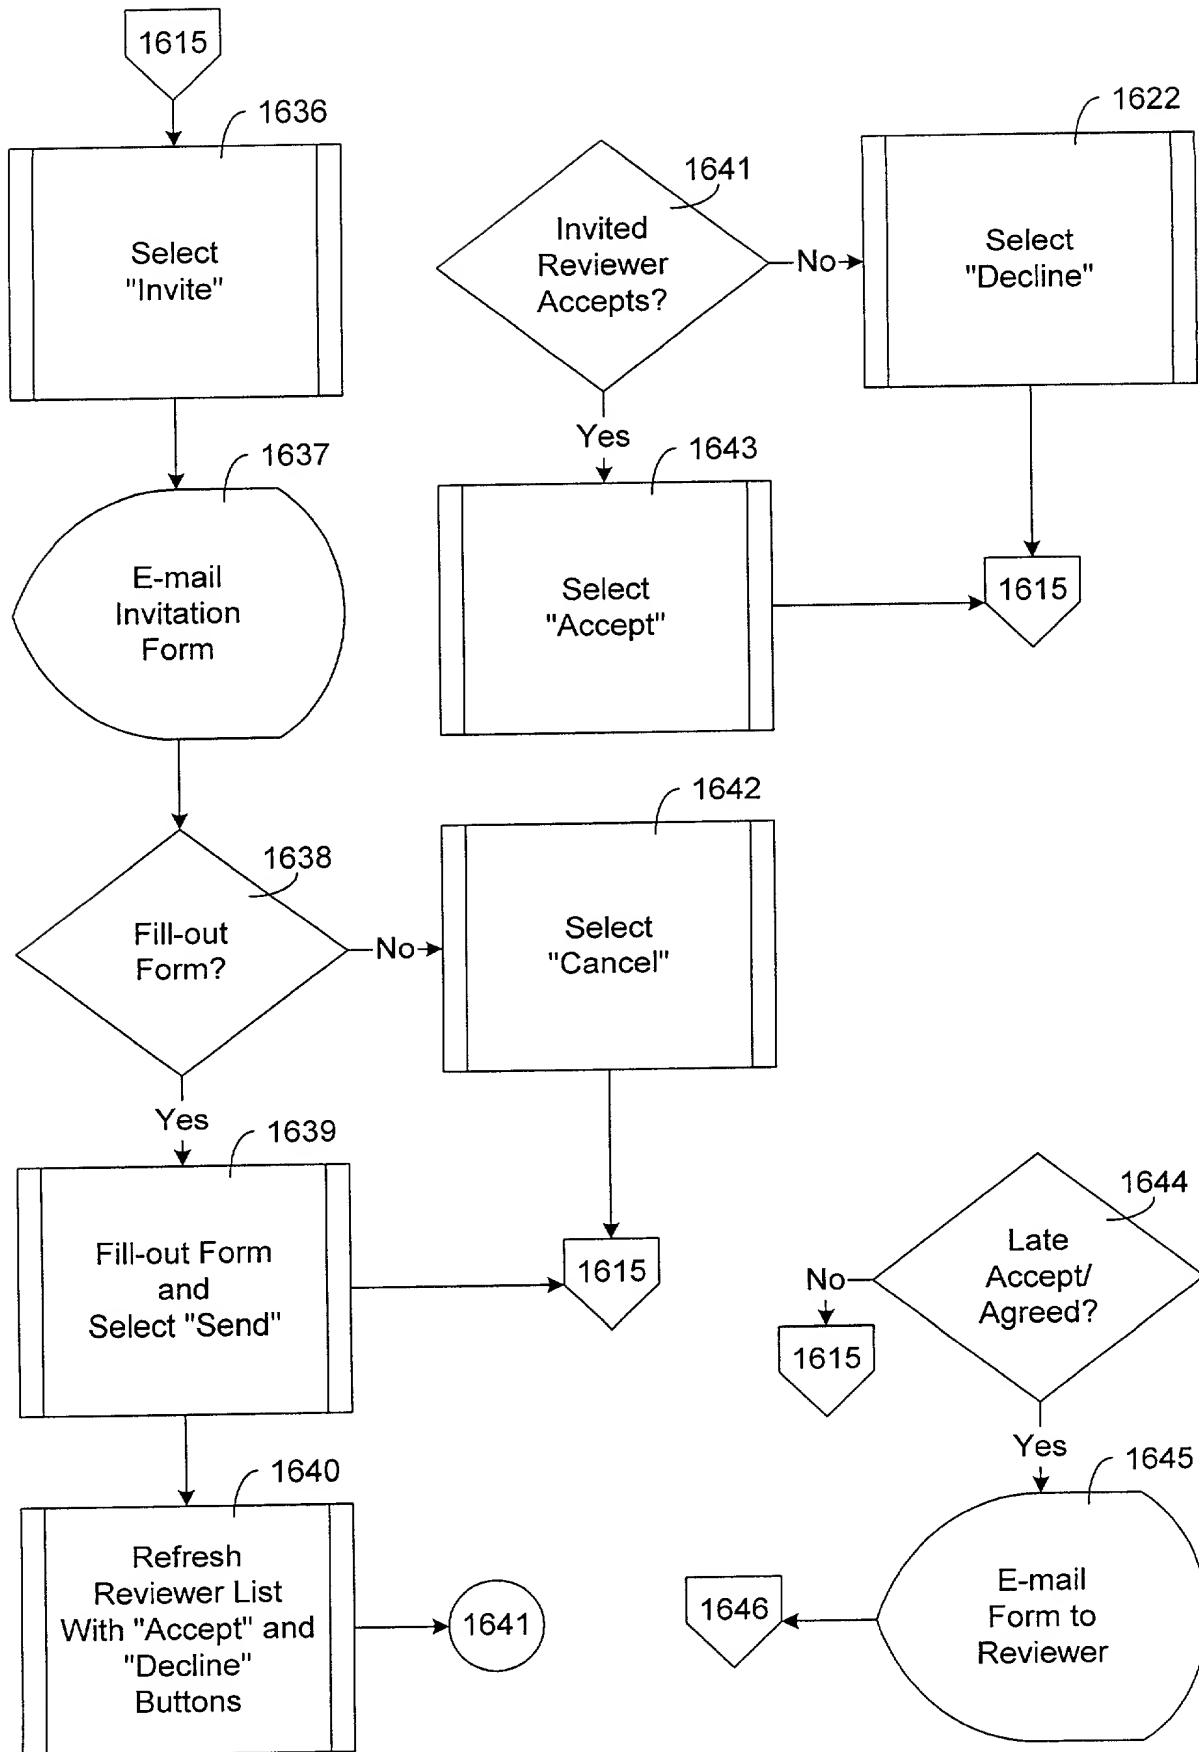 1615
1636
Select
"Invite"
1637
E-mail
Invitation
Form
1638
Fill-out
Form?
No
1642
Select
"Cancel"
Yes
1639
Fill-out Form
and
Select "Send"
1615
1640
Refresh
Reviewer List
With "Accept" and
"Decline"
Buttons
1641
1641
Invited
Reviewer
Accepts?
No
1622
Select
"Decline"
Yes
1643
Select
"Accept"
1615
1644
Late
Accept/
Agreed?
No
1615
Yes
1645
E-mail
Form to
Reviewer
1646